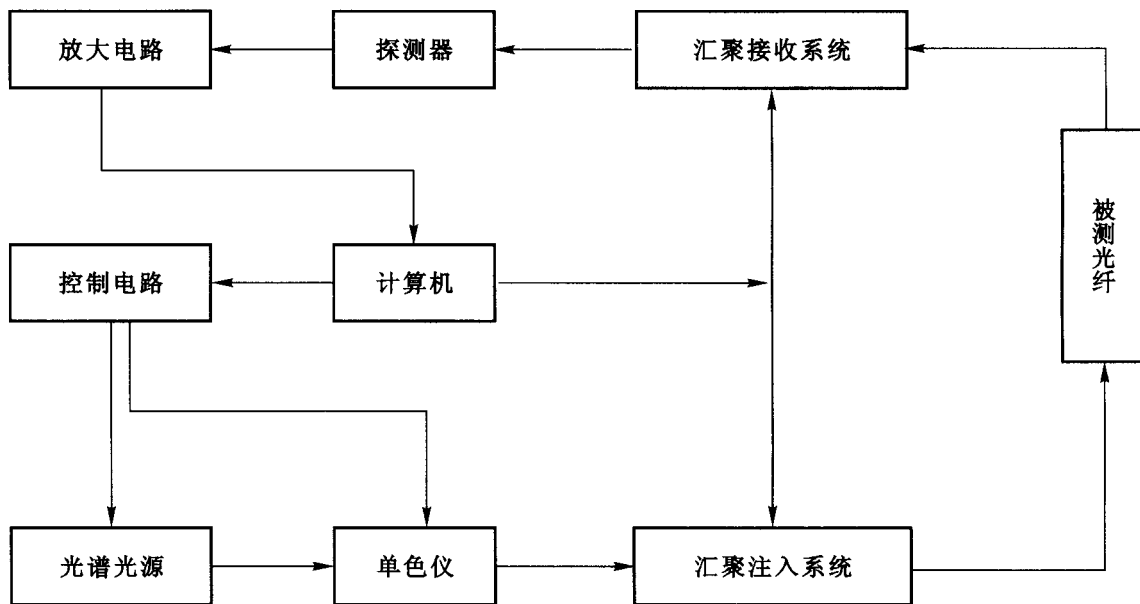 放大电路
探测器
汇聚接收系统
被测光纤
控制电路
计算机
光谱光源
单色仪
汇聚注入系统